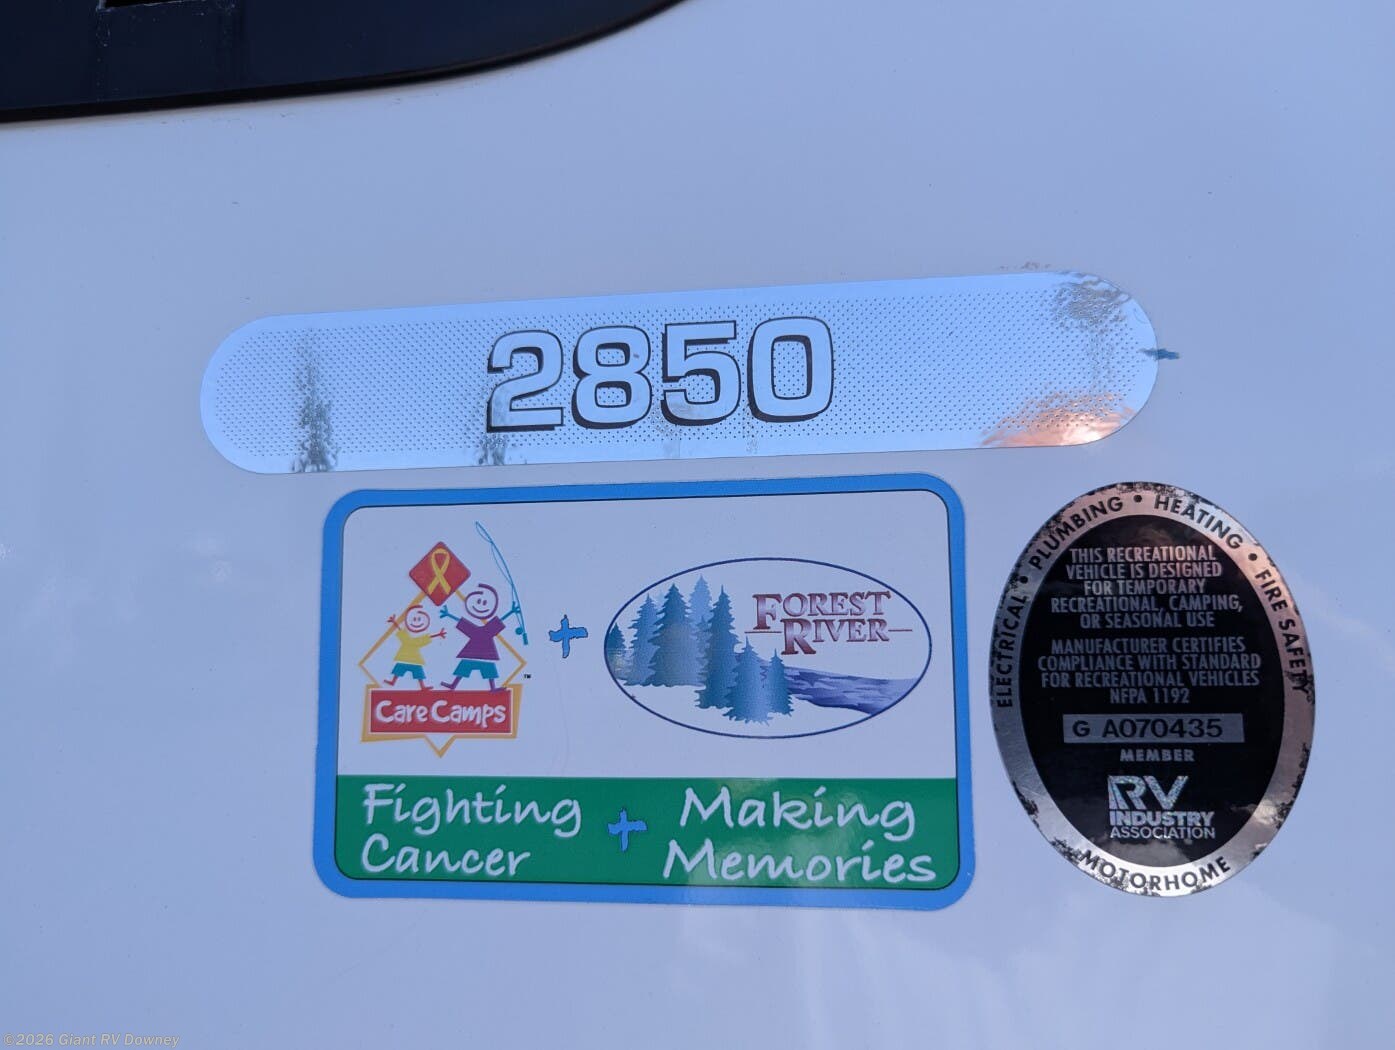 2850
Care Camps
™
+
FOREST
RIVER
Fighting
Cancer
+
Making
Memories
ELECTRICAL • PLUMBING • HEATING • FIRE SAFETY
THIS RECREATIONAL
VEHICLE IS DESIGNED
FOR TEMPORARY
RECREATIONAL, CAMPING,
OR SEASONAL USE
MANUFACTURER CERTIFIES
COMPLIANCE WITH STANDARD
FOR RECREATIONAL VEHICLES
NFPA 1192
G A070435
MEMBER
RV
INDUSTRY
ASSOCIATION
MOTORHOME
©2026 Giant RV Downey